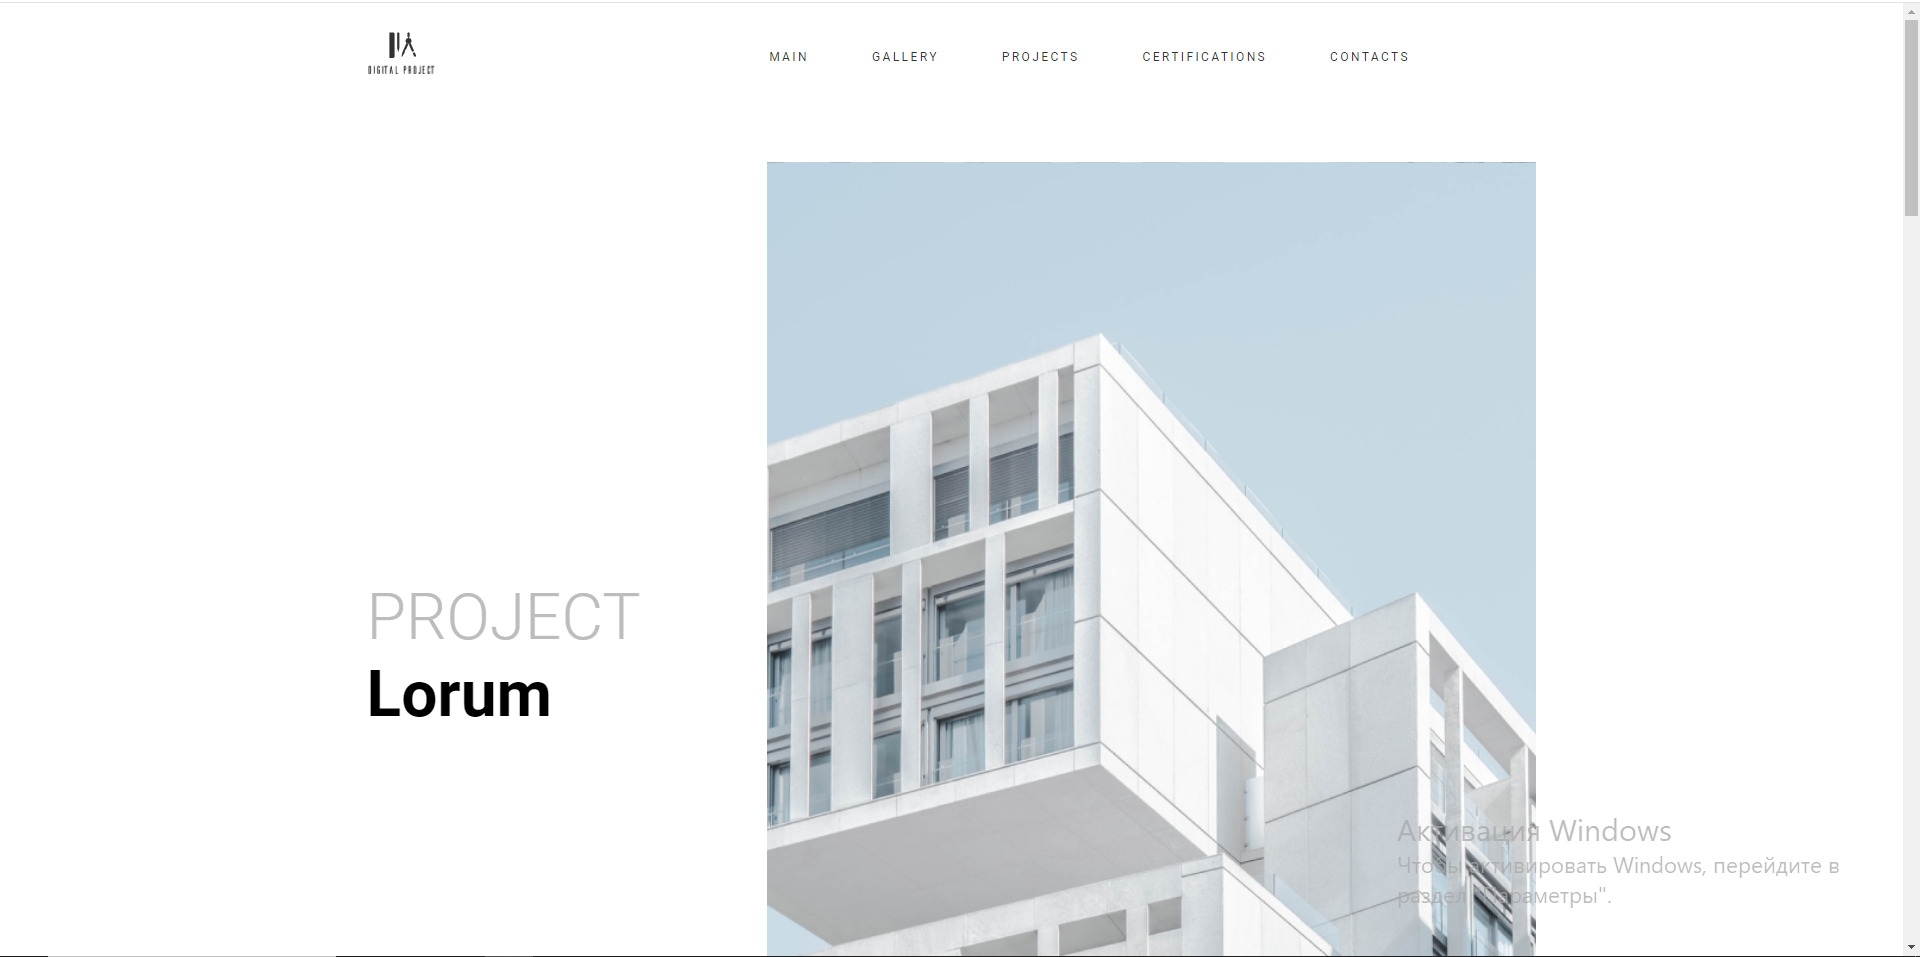 DIGITAL PROJECT
MAIN GALLERY PROJECTS CERTIFICATIONS CONTACTS
PROJECT
Lorum
Активация Windows
Чтобы активировать Windows, перейдите в
раздел "Параметры".